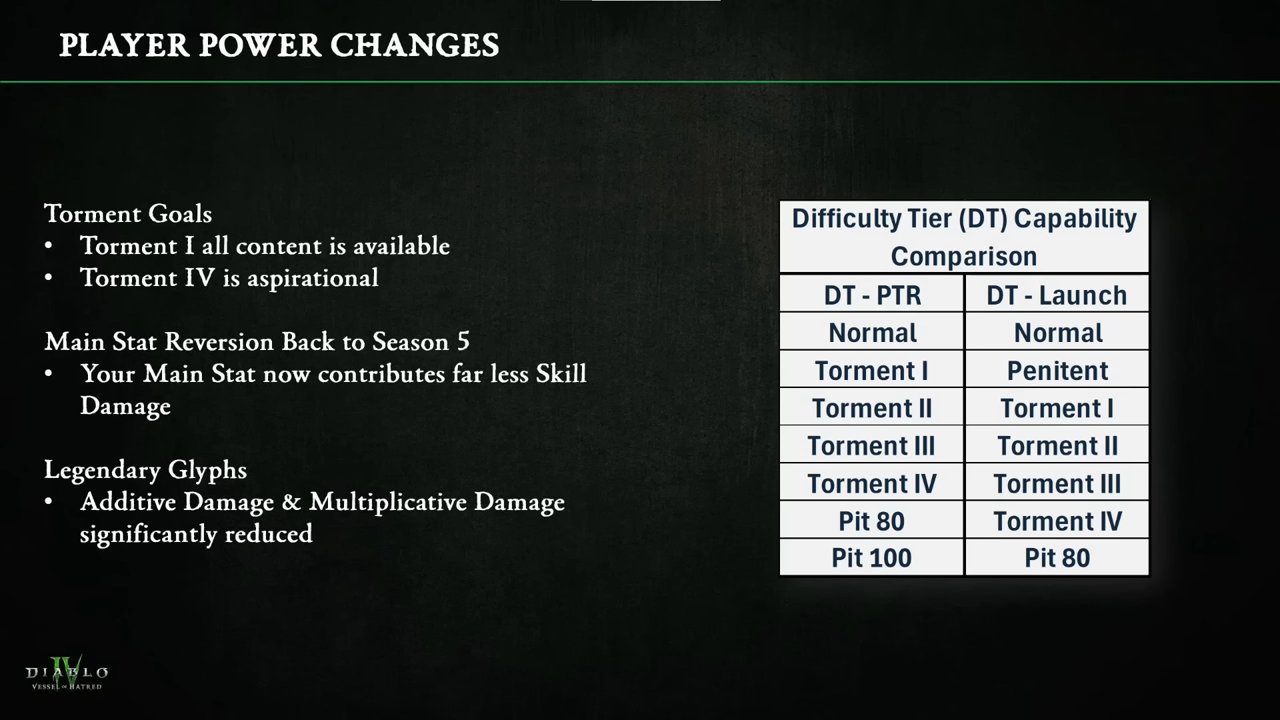 PLAYER POWER CHANGES
Torment Goals
• Torment I all content is available
• Torment IV is aspirational
Main Stat Reversion Back to Season 5
• Your Main Stat now contributes far less Skill
Damage
Legendary Glyphs
• Additive Damage & Multiplicative Damage
significantly reduced
Difficulty Tier (DT) Capability
Comparison
DT - PTR DT - Launch
Normal Normal
Torment I Penitent
Torment II Torment I
Torment III Torment II
Torment IV Torment III
Pit 80 Torment IV
Pit 100 Pit 80
DIABLO IV
VESSEL OF HATRED